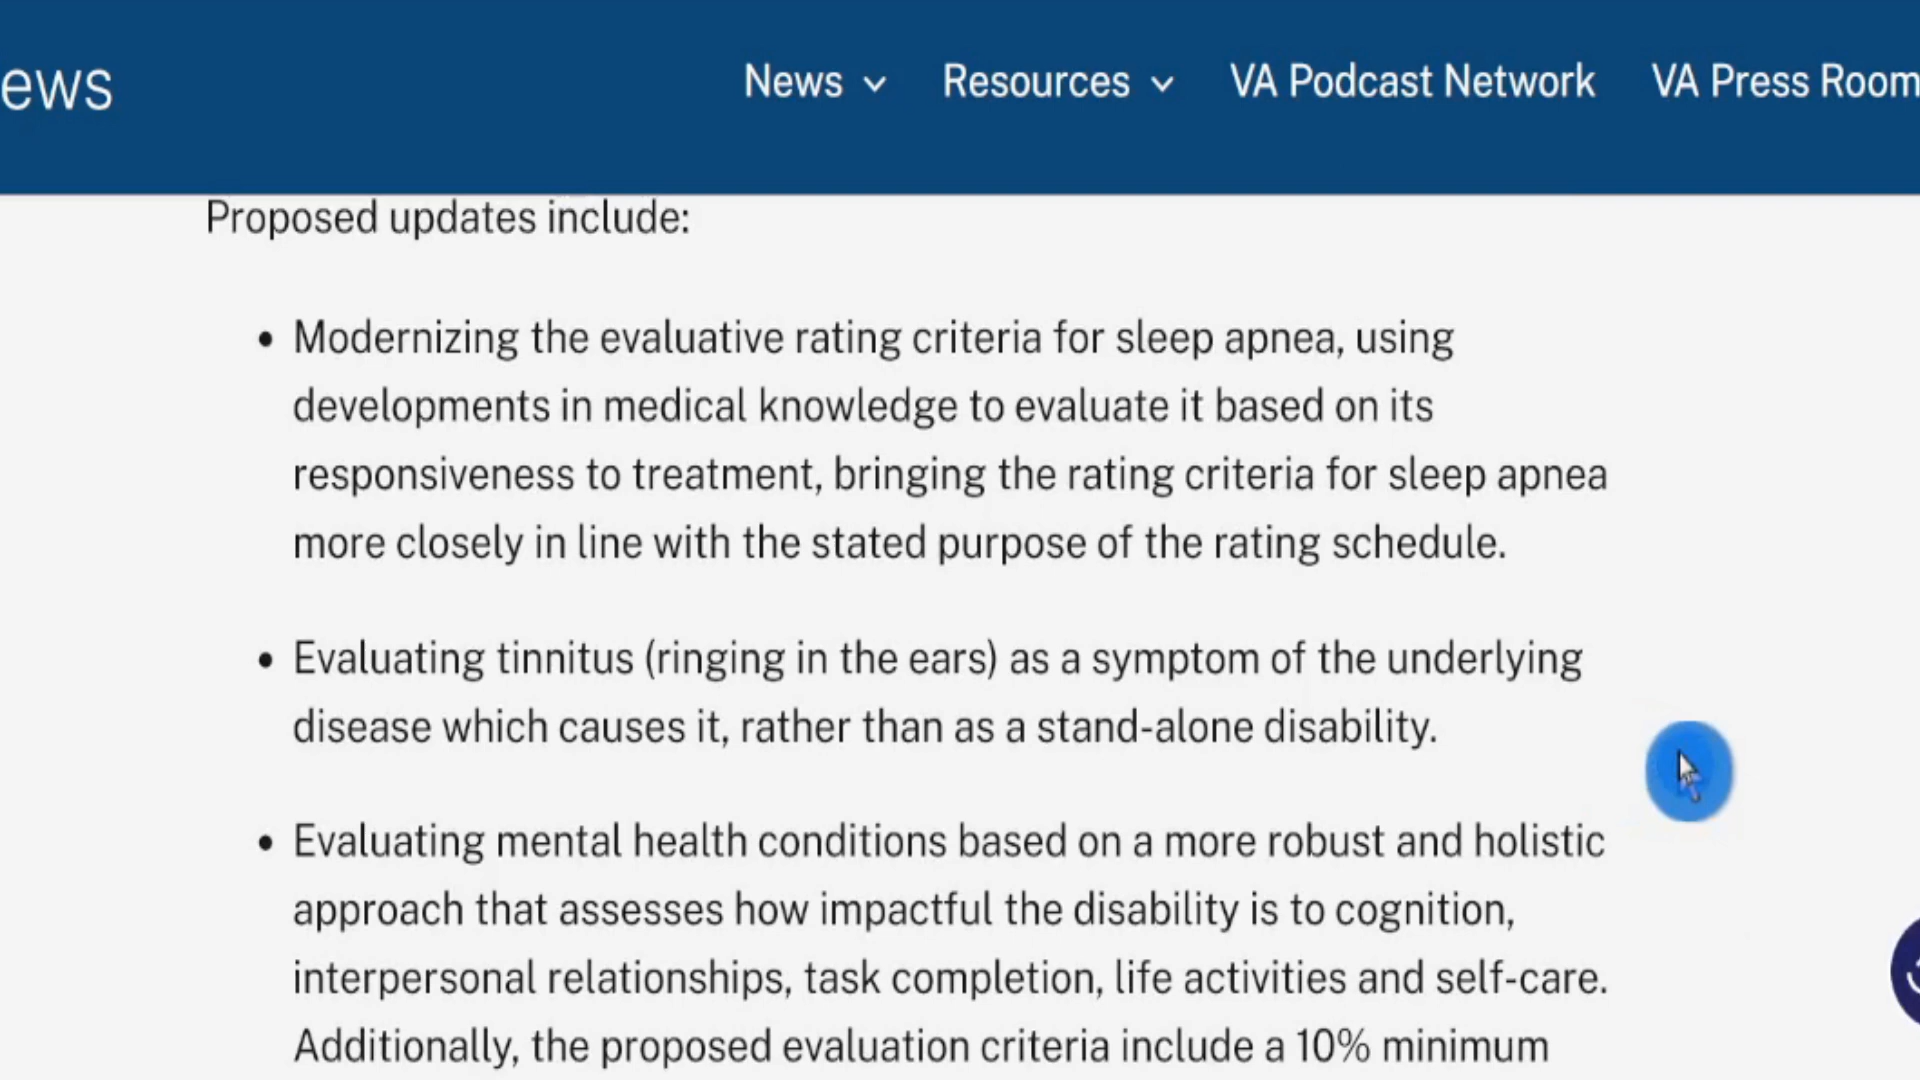 ews
News Resources VA Podcast Network VA Press Room
Proposed updates include:
• Modernizing the evaluative rating criteria for sleep apnea, using
developments in medical knowledge to evaluate it based on its
responsiveness to treatment, bringing the rating criteria for sleep apnea
more closely in line with the stated purpose of the rating schedule.
• Evaluating tinnitus (ringing in the ears) as a symptom of the underlying
disease which causes it, rather than as a stand-alone disability.
• Evaluating mental health conditions based on a more robust and holistic
approach that assesses how impactful the disability is to cognition,
interpersonal relationships, task completion, life activities and self-care.
Additionally, the proposed evaluation criteria include a 10% minimum